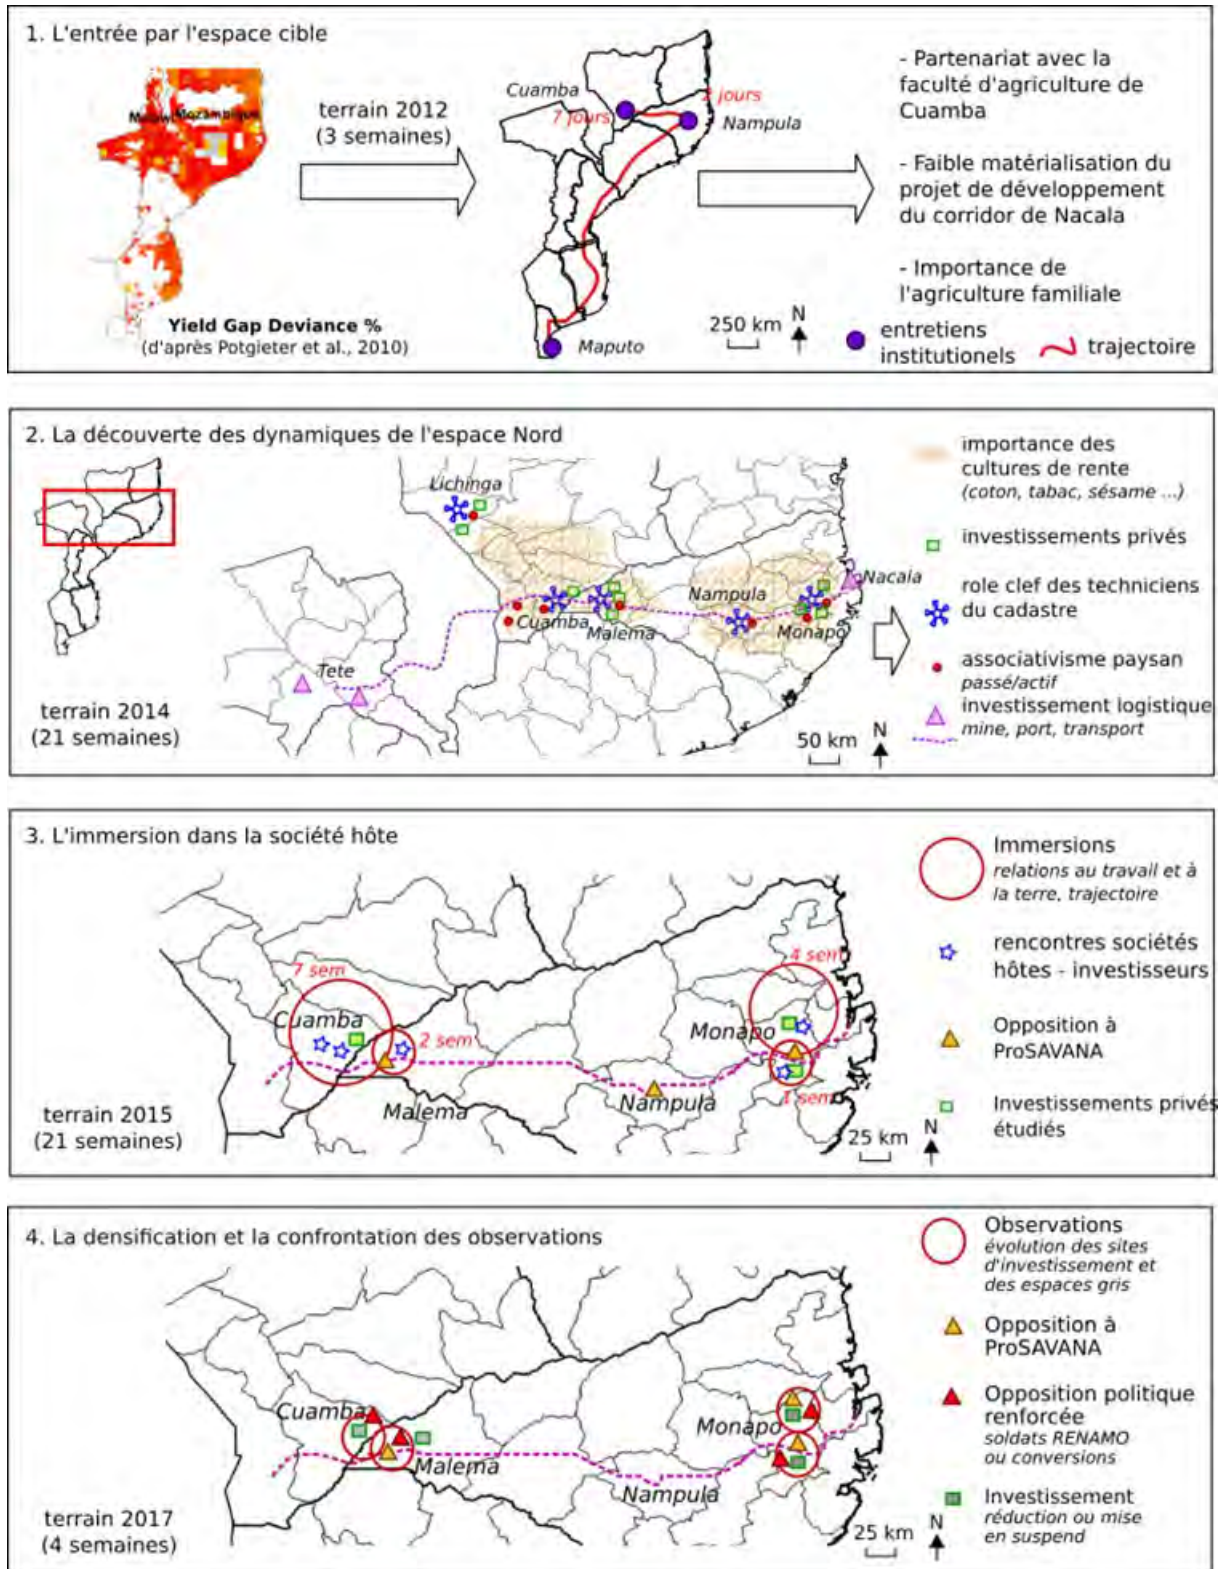 1. L'entrée par l'espace cible
Malawi
Mozambique
Yield Gap Deviance %
(d'après Potgieter et al., 2010)
terrain 2012
(3 semaines)
Cuamba
7 jours
2 jours
Nampula
Maputo
- Partenariat avec la
faculté d'agriculture de
Cuamba
- Faible matérialisation du
projet de développement
du corridor de Nacala
- Importance de
l'agriculture familiale
250 km
N
entretiens
institutionels
trajectoire
2. La découverte des dynamiques de l'espace Nord
terrain 2014
(21 semaines)
Lichinga
Nacala
Nampula
Cuamba
Malema
Monapo
Tete
50 km
N
importance des
cultures de rente
(coton, tabac, sésame ...)
investissements privés
role clef des techniciens
du cadastre
associativisme paysan
passé/actif
investissement logistique
mine, port, transport
3. L'immersion dans la société hôte
terrain 2015
(21 semaines)
7 sem
4 sem
Cuamba
2 sem
Monapo
Malema
Nampula
1 sem
25 km
N
Immersions
relations au travail et à
la terre, trajectoire
rencontres sociétés
hôtes - investisseurs
Opposition à
ProSAVANA
Investissements privés
étudiés
4. La densification et la confrontation des observations
terrain 2017
(4 semaines)
Cuamba
Monapo
Malema
Nampula
25 km
N
Observations
évolution des sites
d'investissement et
des espaces gris
Opposition à
ProSAVANA
Opposition politique
renforcée
soldats RENAMO
ou conversions
Investissement
réduction ou mise
en suspend